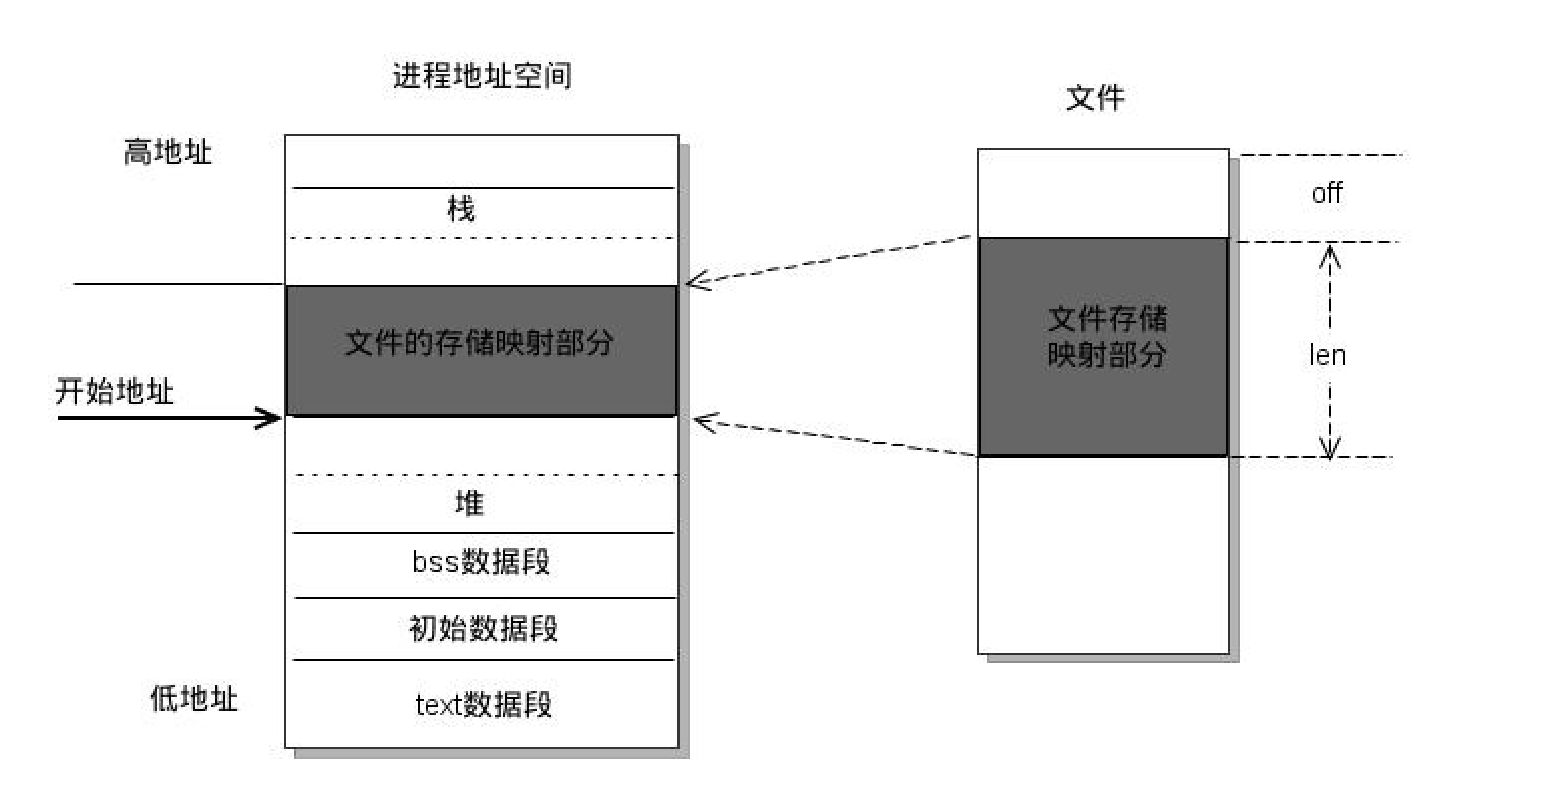 进程地址空间
文件
高地址
栈
off
文件的存储映射部分
文件存储
映射部分
len
开始地址
堆
bss数据段
初始数据段
低地址
text数据段